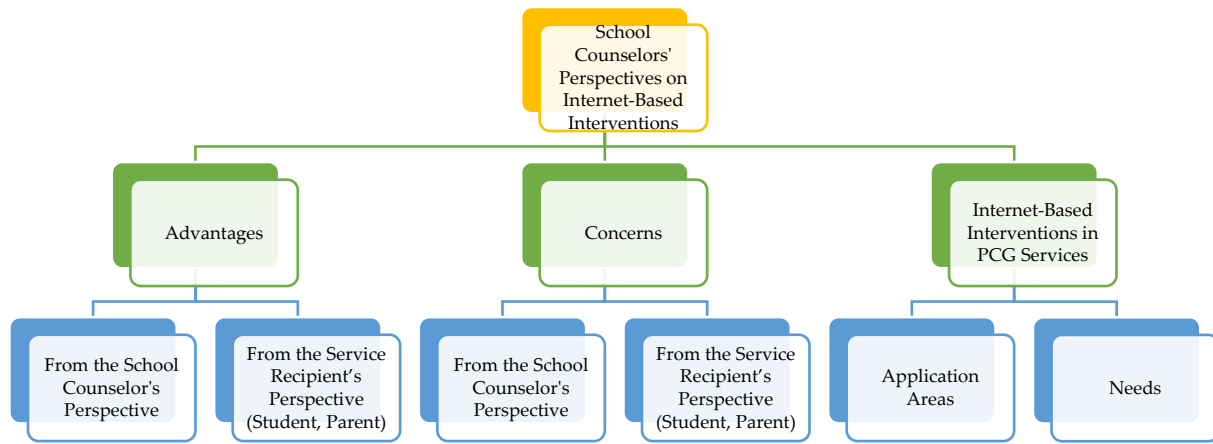 School
Counselors'
Perspectives on
Internet-Based
Interventions
Advantages
Concerns
Internet-Based
Interventions in
PCG Services
From the School
Counselor's
Perspective
From the Service
Recipient’s
Perspective
(Student, Parent)
From the School
Counselor's
Perspective
From the Service
Recipient’s
Perspective
(Student, Parent)
Application
Areas
Needs